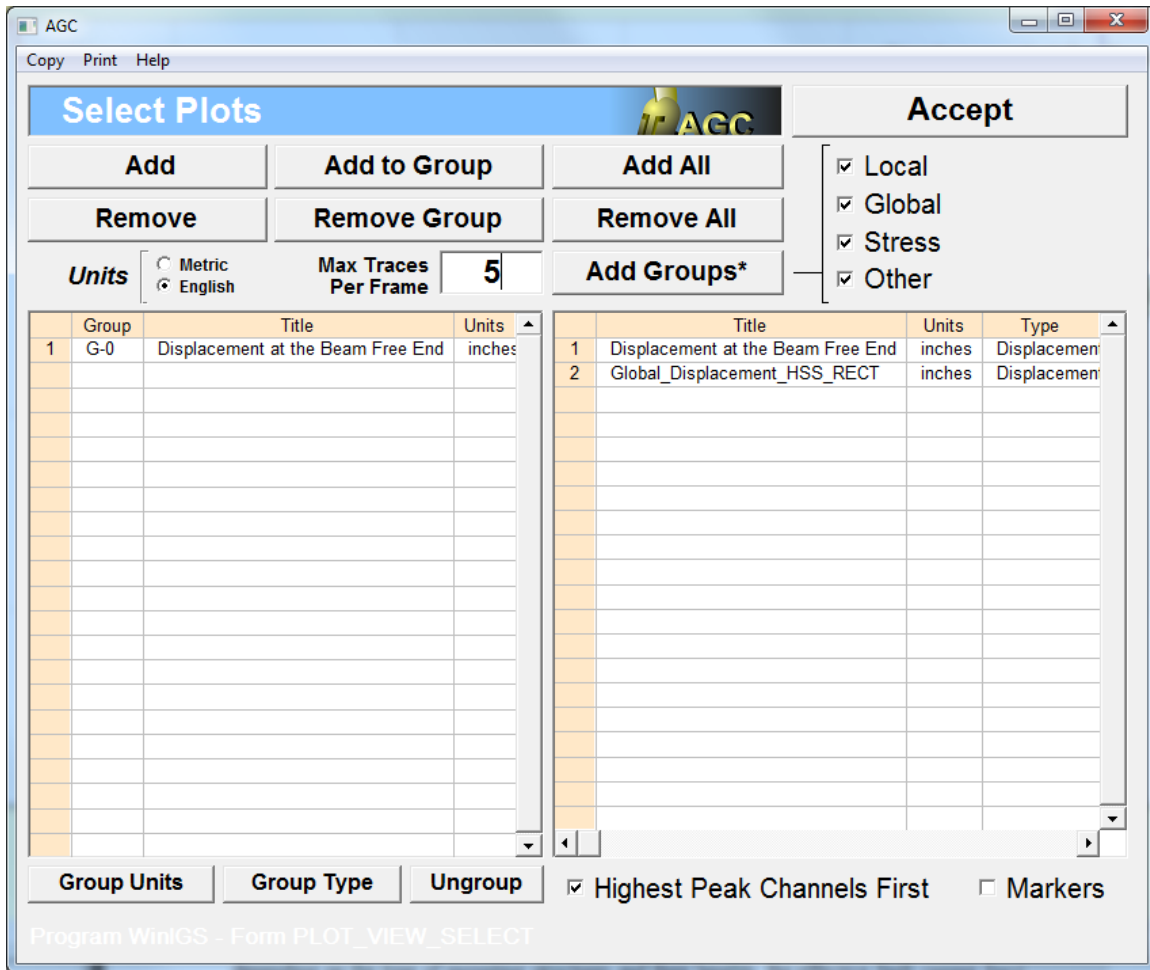 AGC
Copy Print Help
Select Plots
AGC
Accept
Add
Add to Group
Add All
Local
Global
Stress
Other
Remove
Remove Group
Remove All
Units
Metric
English
Max Traces
Per Frame
5
Add Groups*
Group Title Units
1 G-0 Displacement at the Beam Free End inches
Title Units Type
1 Displacement at the Beam Free End inches Displacemen
2 Global_Displacement_HSS_RECT inches Displacemen
Group Units
Group Type
Ungroup
Highest Peak Channels First
Markers
Program WinIGS - Form PLOT_VIEW_SELECT